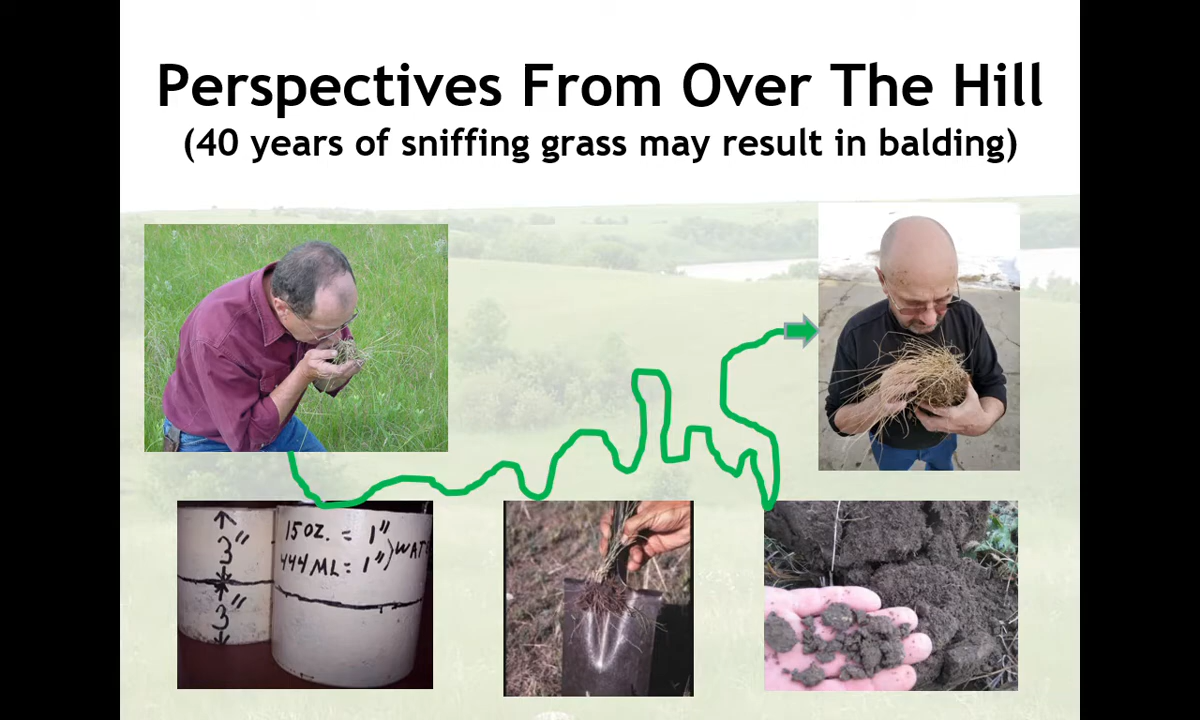 Perspectives From Over The Hill
(40 years of sniffing grass may result in balding)
3"
3"
15 OZ. = 1"
444 ML = 1"